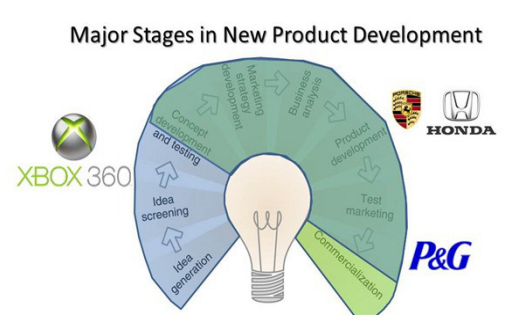 Major Stages in New Product Development
Idea
generation
Idea
screening
Concept
development
and Testing
Marketing
strategy
development
Business
analysis
Product
development
Test
marketing
Commercialization
XBOX 360
PORSCHE
HONDA
P&G